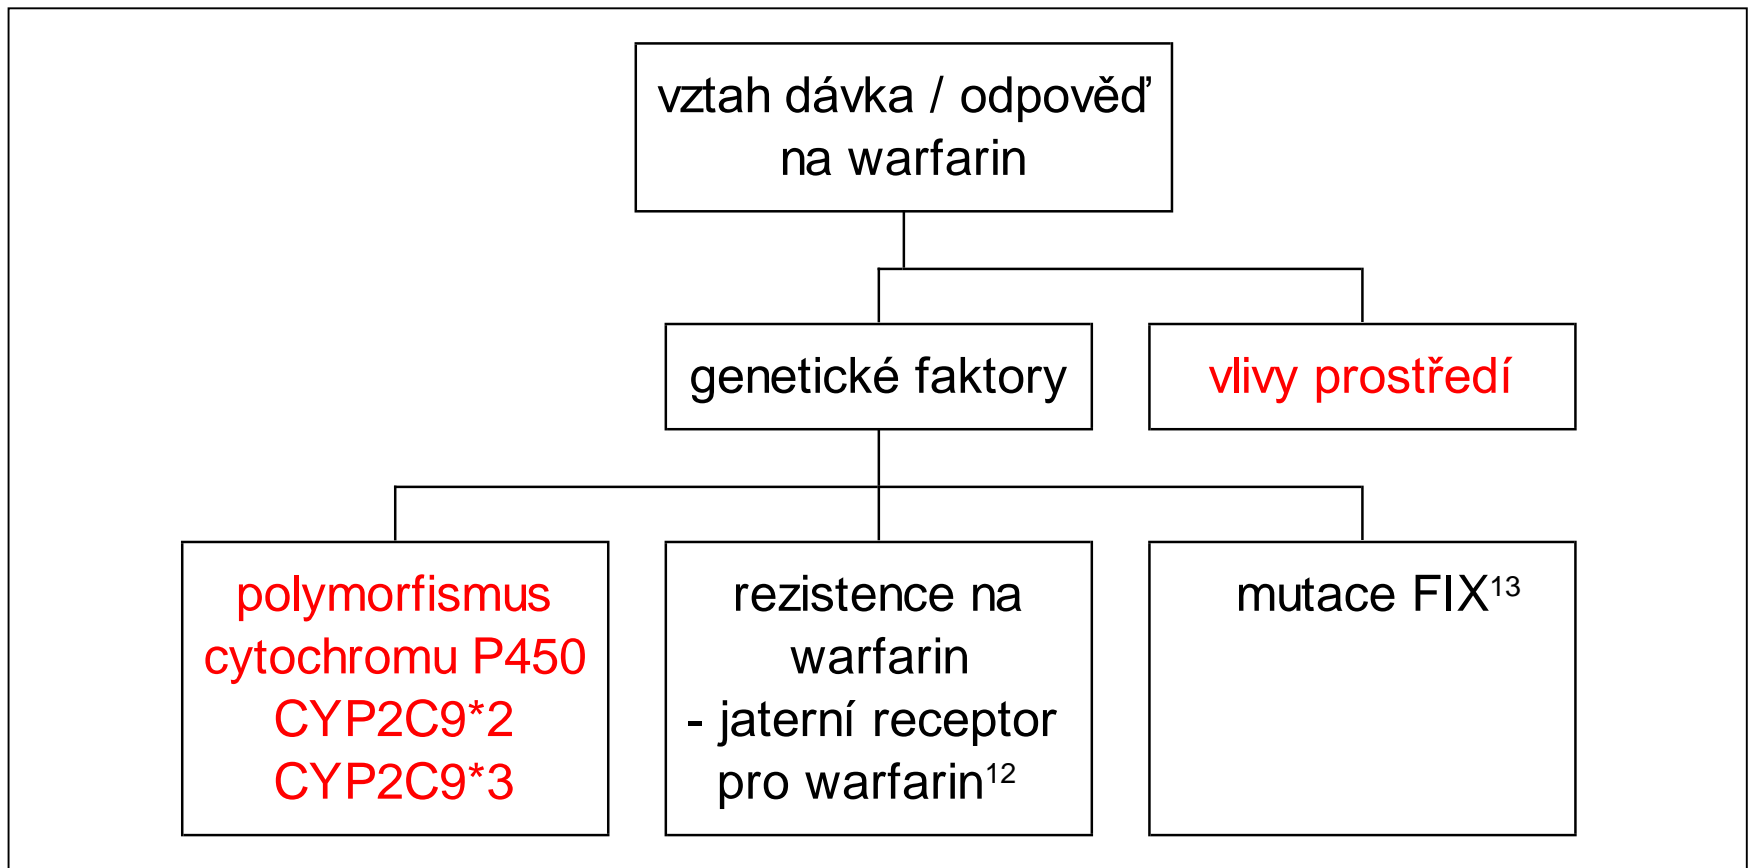 vztah dávka / odpověď
na warfarin
genetické faktory
vlivy prostředí
polymorfismus
cytochromu P450
CYP2C9*2
CYP2C9*3
rezistence na
warfarin
- jaterní receptor
pro warfarin¹²
mutace FIX¹³